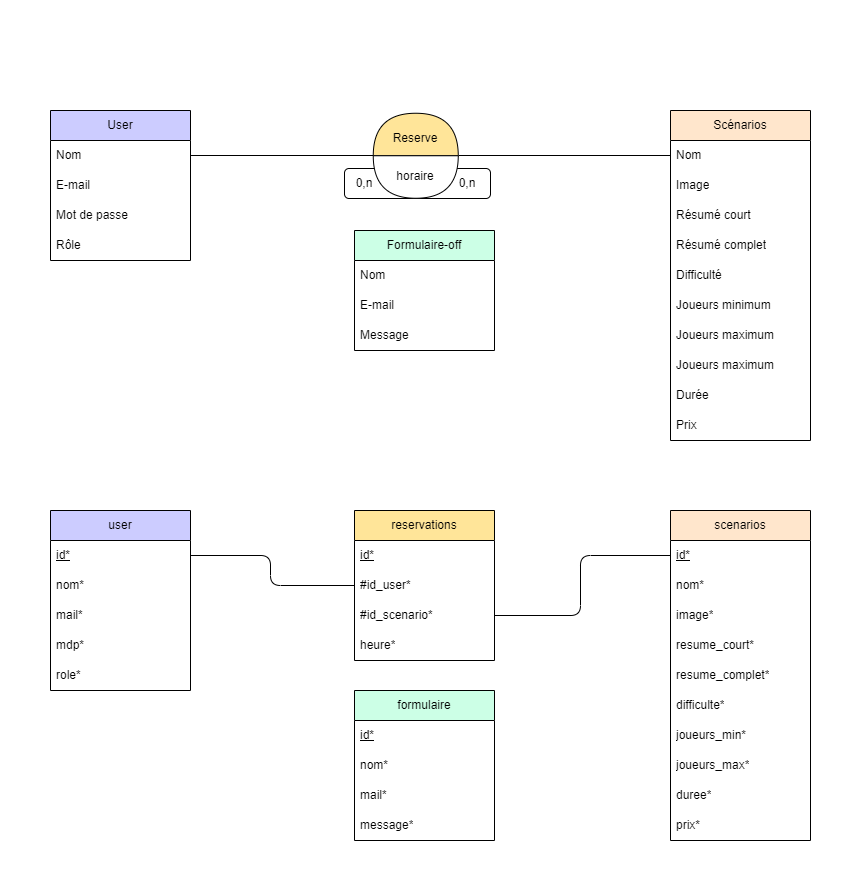 User
Nom
E-mail
Mot de passe
Rôle
Reserve
horaire
0,n
0,n
Scénarios
Nom
Image
Résumé court
Résumé complet
Difficulté
Joueurs minimum
Joueurs maximum
Joueurs maximum
Durée
Prix
Formulaire-off
Nom
E-mail
Message
user
id*
nom*
mail*
mdp*
role*
reservations
id*
#id_user*
#id_scenario*
heure*
scenarios
id*
nom*
image*
resume_court*
resume_complet*
difficulte*
joueurs_min*
joueurs_max*
duree*
prix*
formulaire
id*
nom*
mail*
message*